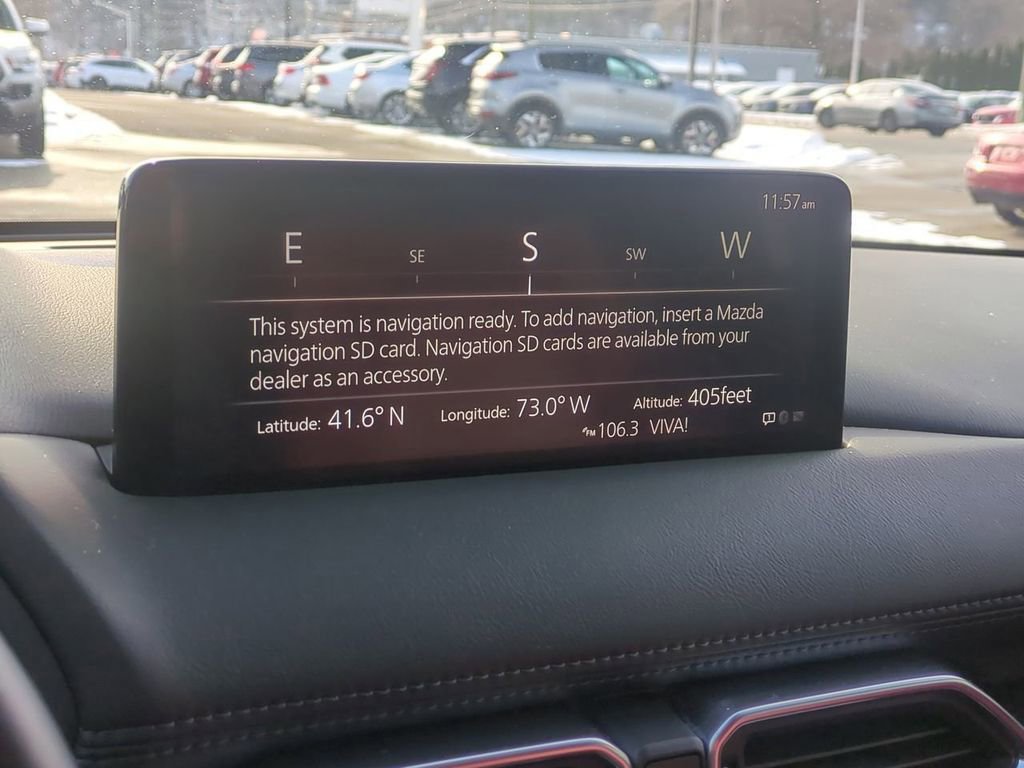 11:57am
E SE S SW W
This system is navigation ready. To add navigation, insert a Mazda
navigation SD card. Navigation SD cards are available from your
dealer as an accessory.
Latitude: 41.6° N Longitude: 73.0° W Altitude: 405feet
FM 106.3 VIVA!